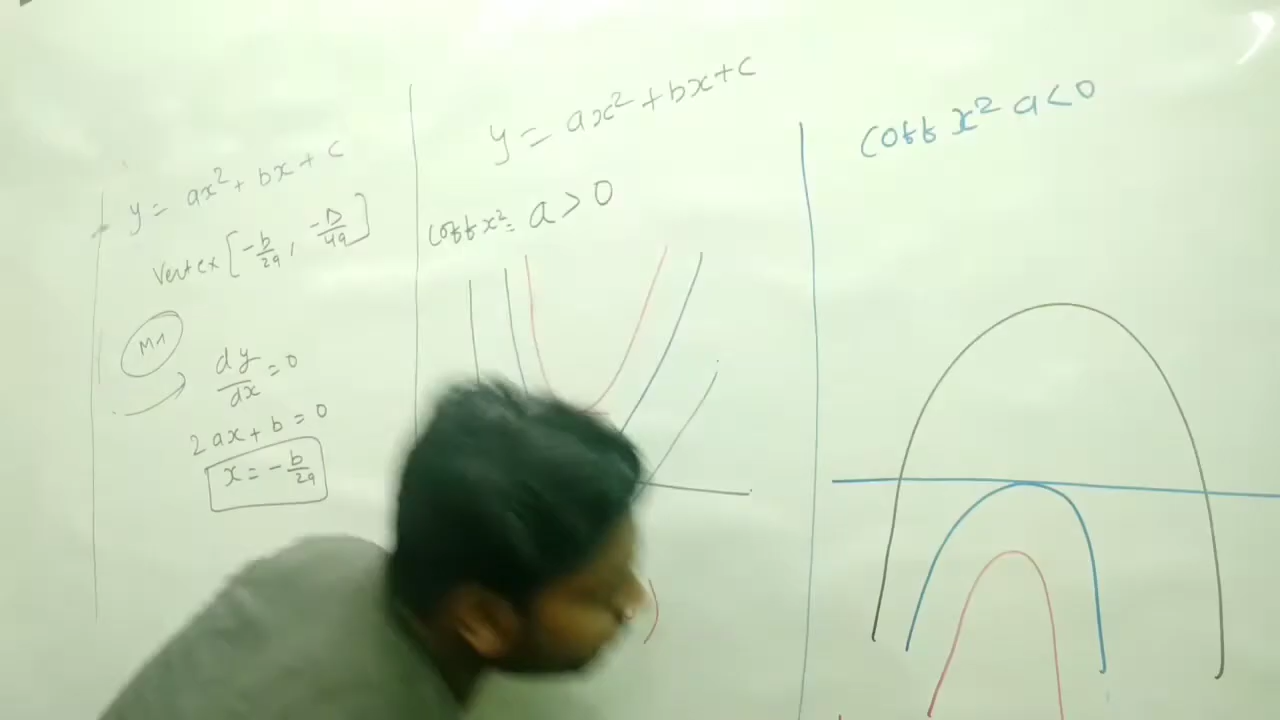 y = ax² + bx + c
Vertex [-b/2a, -D/4a]
M1
dy/dx = 0
2ax + b = 0
x = -b/2a
y = ax² + bx + c
Coff x² = a > 0
Coff x² a < 0